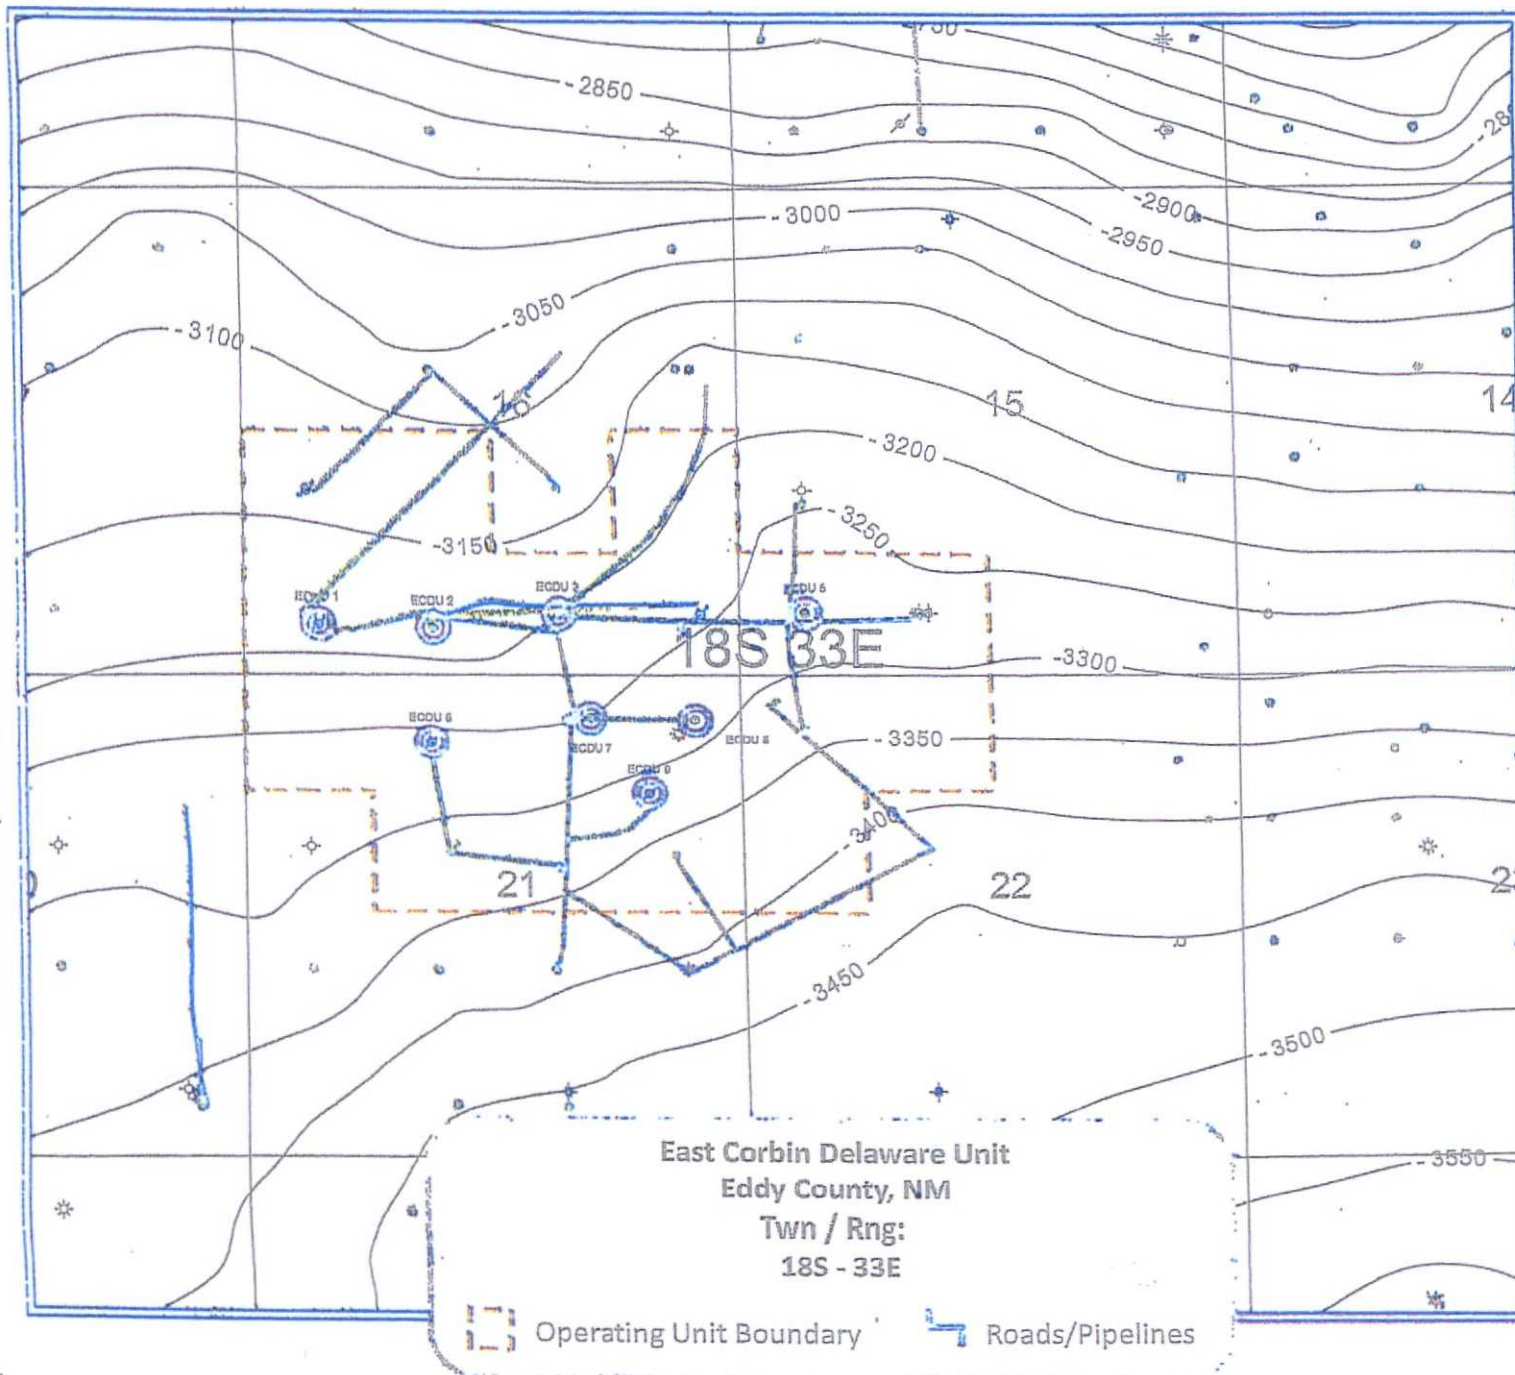 -2850
-2900
-3000
-2950
-3050
-3100
16
15
14
-3200
-3250
-3150
ECDU 1
ECDU 2
ECDU 3
ECDU 5
18S 33E
-3300
ECDU 6
ECDU 7
ECDU 8
-3350
ECDU 9
-3400
21
22
-3450
-3500
-3550
East Corbin Delaware Unit
Eddy County, NM
Twn / Rng:
18S - 33E
Operating Unit Boundary
Roads/Pipelines